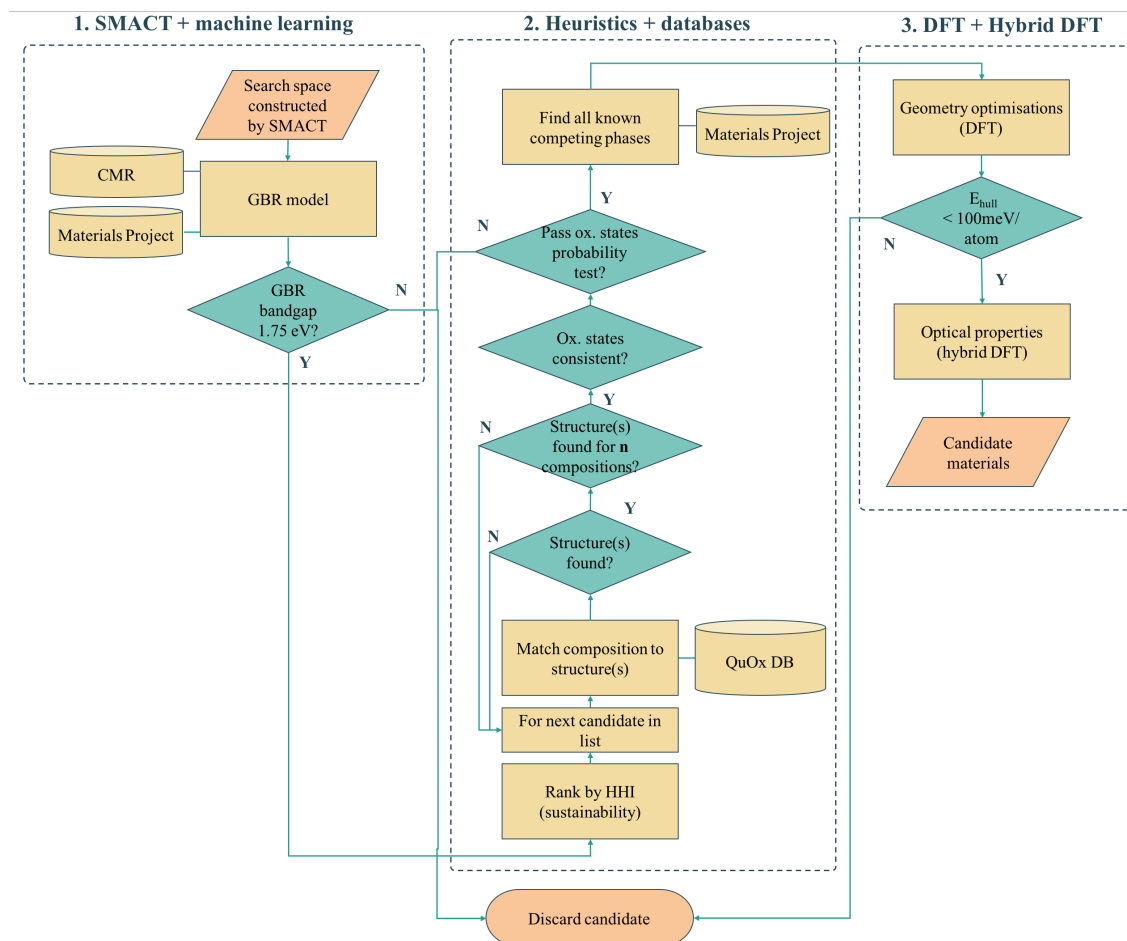 1. SMACT + machine learning
Search space
constructed
by SMACT
CMR
GBR model
Materials Project
GBR
bandgap
1.75 eV?
N
Y
2. Heuristics + databases
Find all known
competing phases
Materials Project
Y
N
Pass ox. states
probability
test?
Ox. states
consistent?
Y
N
Structure(s)
found for n
compositions?
Y
N
Structure(s)
found?
Match composition to
structure(s)
QuOx DB
For next candidate in
list
Rank by HHI
(sustainability)
Discard candidate
3. DFT + Hybrid DFT
Geometry optimisations
(DFT)
Ehull
< 100meV/
atom
N
Y
Optical properties
(hybrid DFT)
Candidate
materials